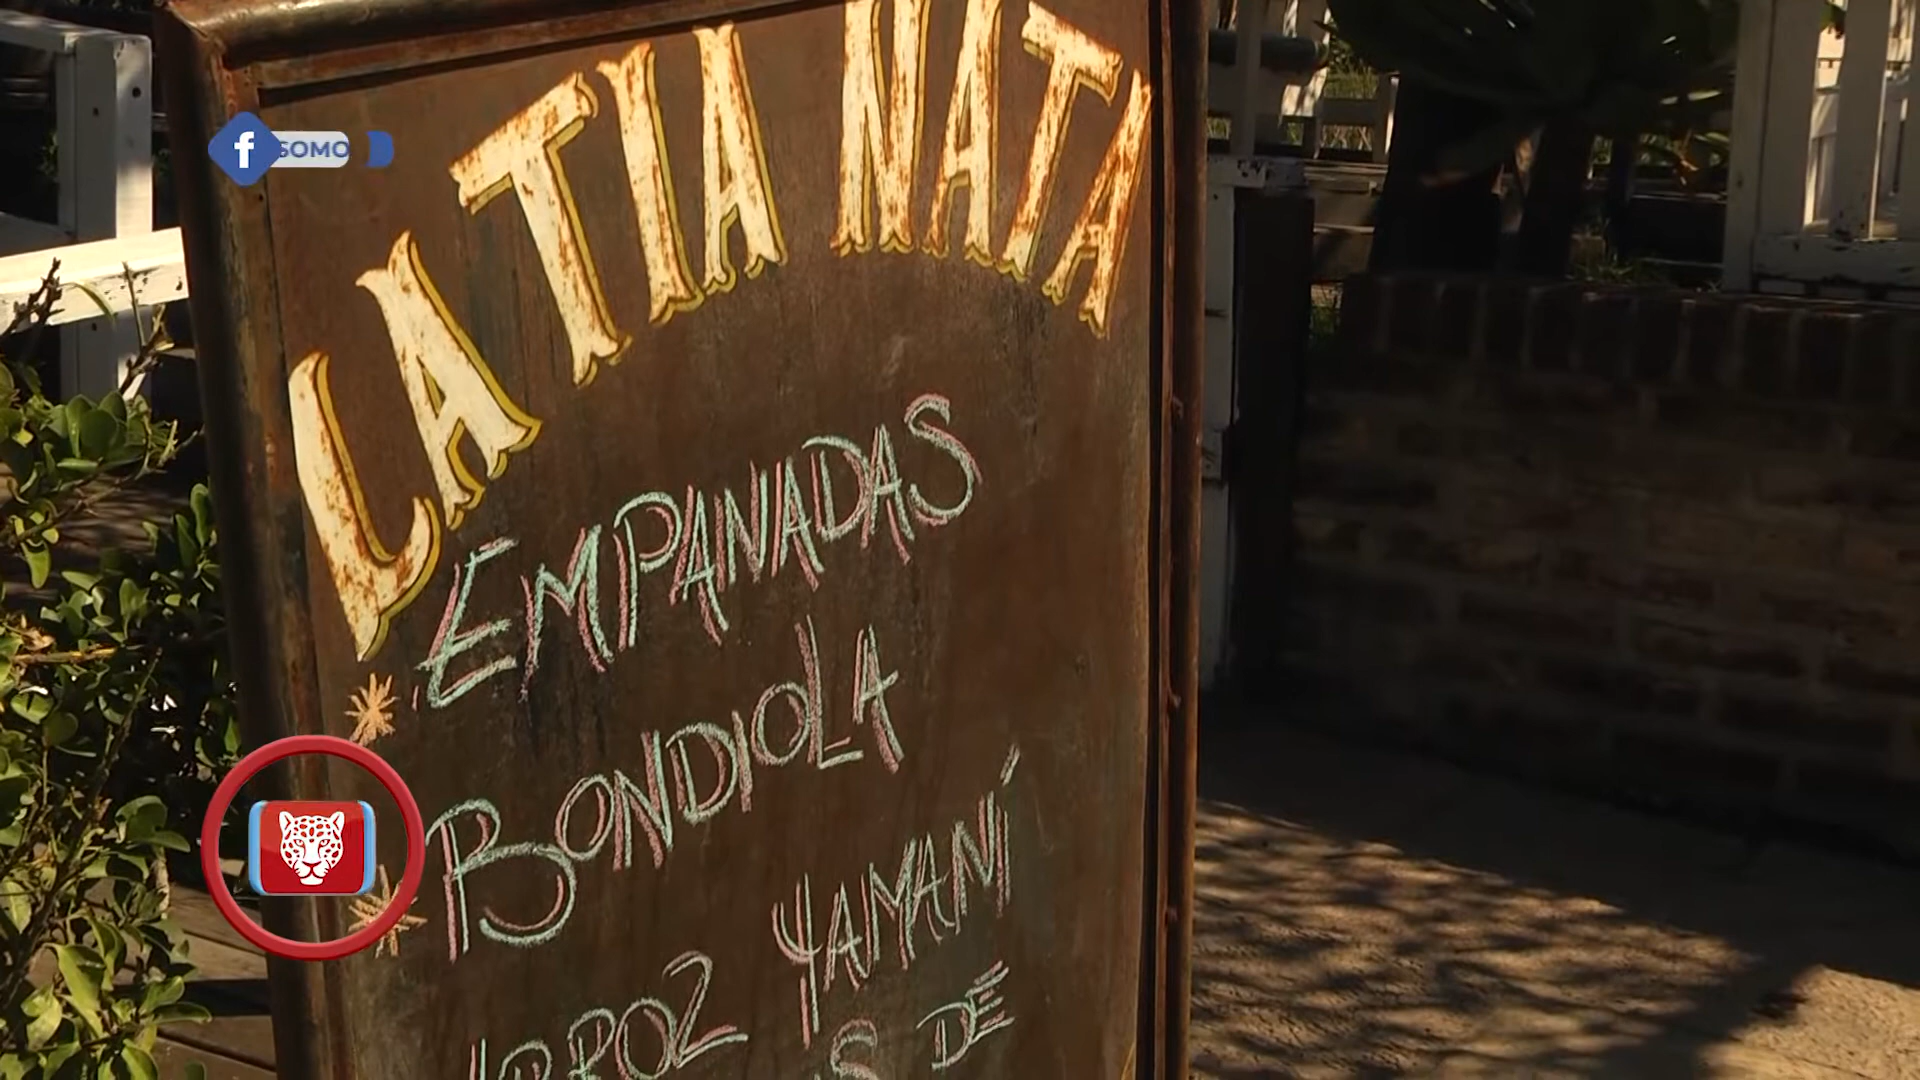 LA TIA NATA
f SOMO
EMPANADAS
BONDIOLA
ARROZ YAMANÍ
DE